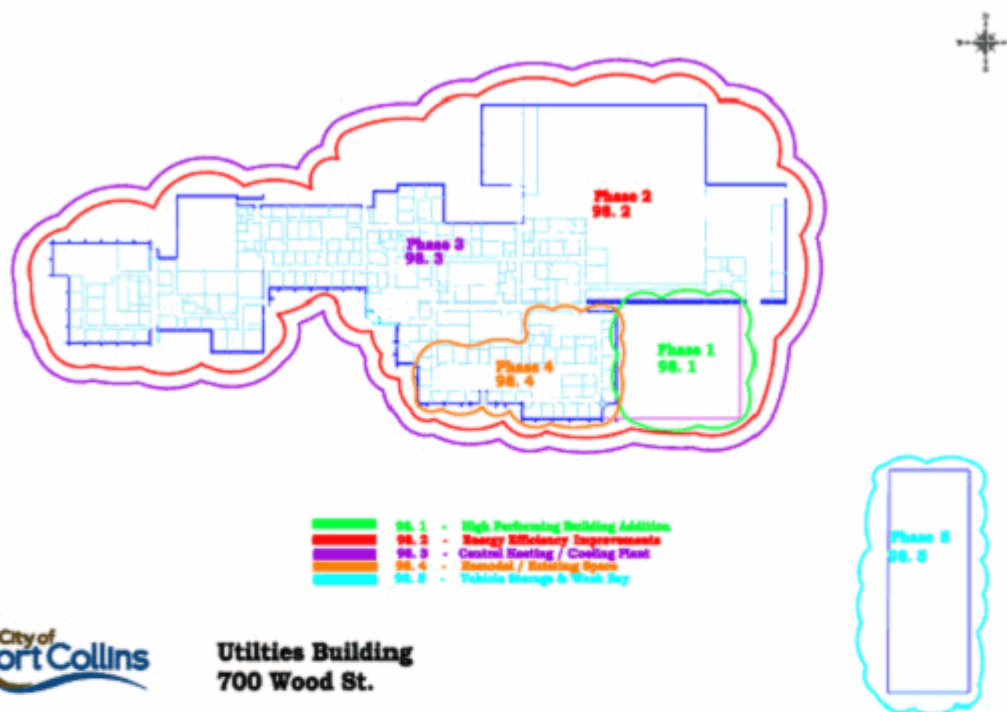 Phase 2
98. 2
Phase 3
98. 3
Phase 1
98. 1
Phase 4
98. 4
Phase 5
98. 5
98. 1 - High Performing Building Addition
98. 2 - Energy Efficiency Improvements
98. 3 - Central Heating / Cooling Plant
98. 4 - Remodel / Existing Space
98. 5 - Vehicle Storage & Wash Bay
City of
ort Collins
Utilties Building
700 Wood St.